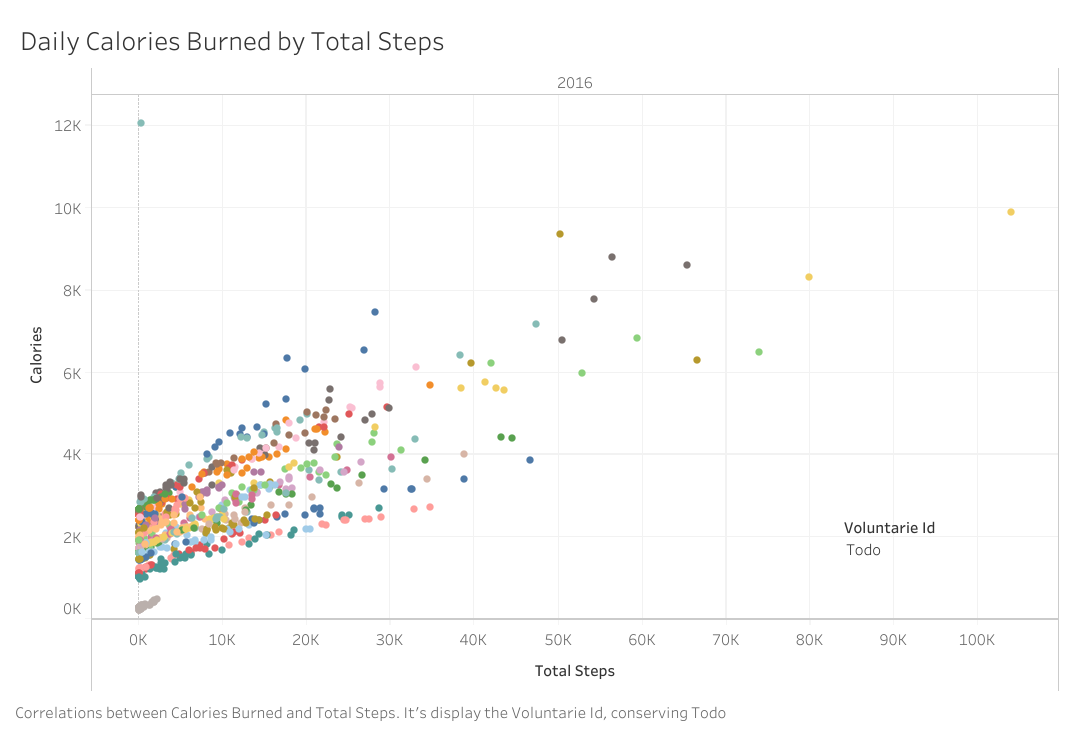 Daily Calories Burned by Total Steps
2016
12K
10K
8K
6K
4K
2K
0K
Calories
Voluntarie Id
Todo
0K 10K 20K 30K 40K 50K 60K 70K 80K 90K 100K
Total Steps
Correlations between Calories Burned and Total Steps. It's display the Voluntarie Id, conserving Todo